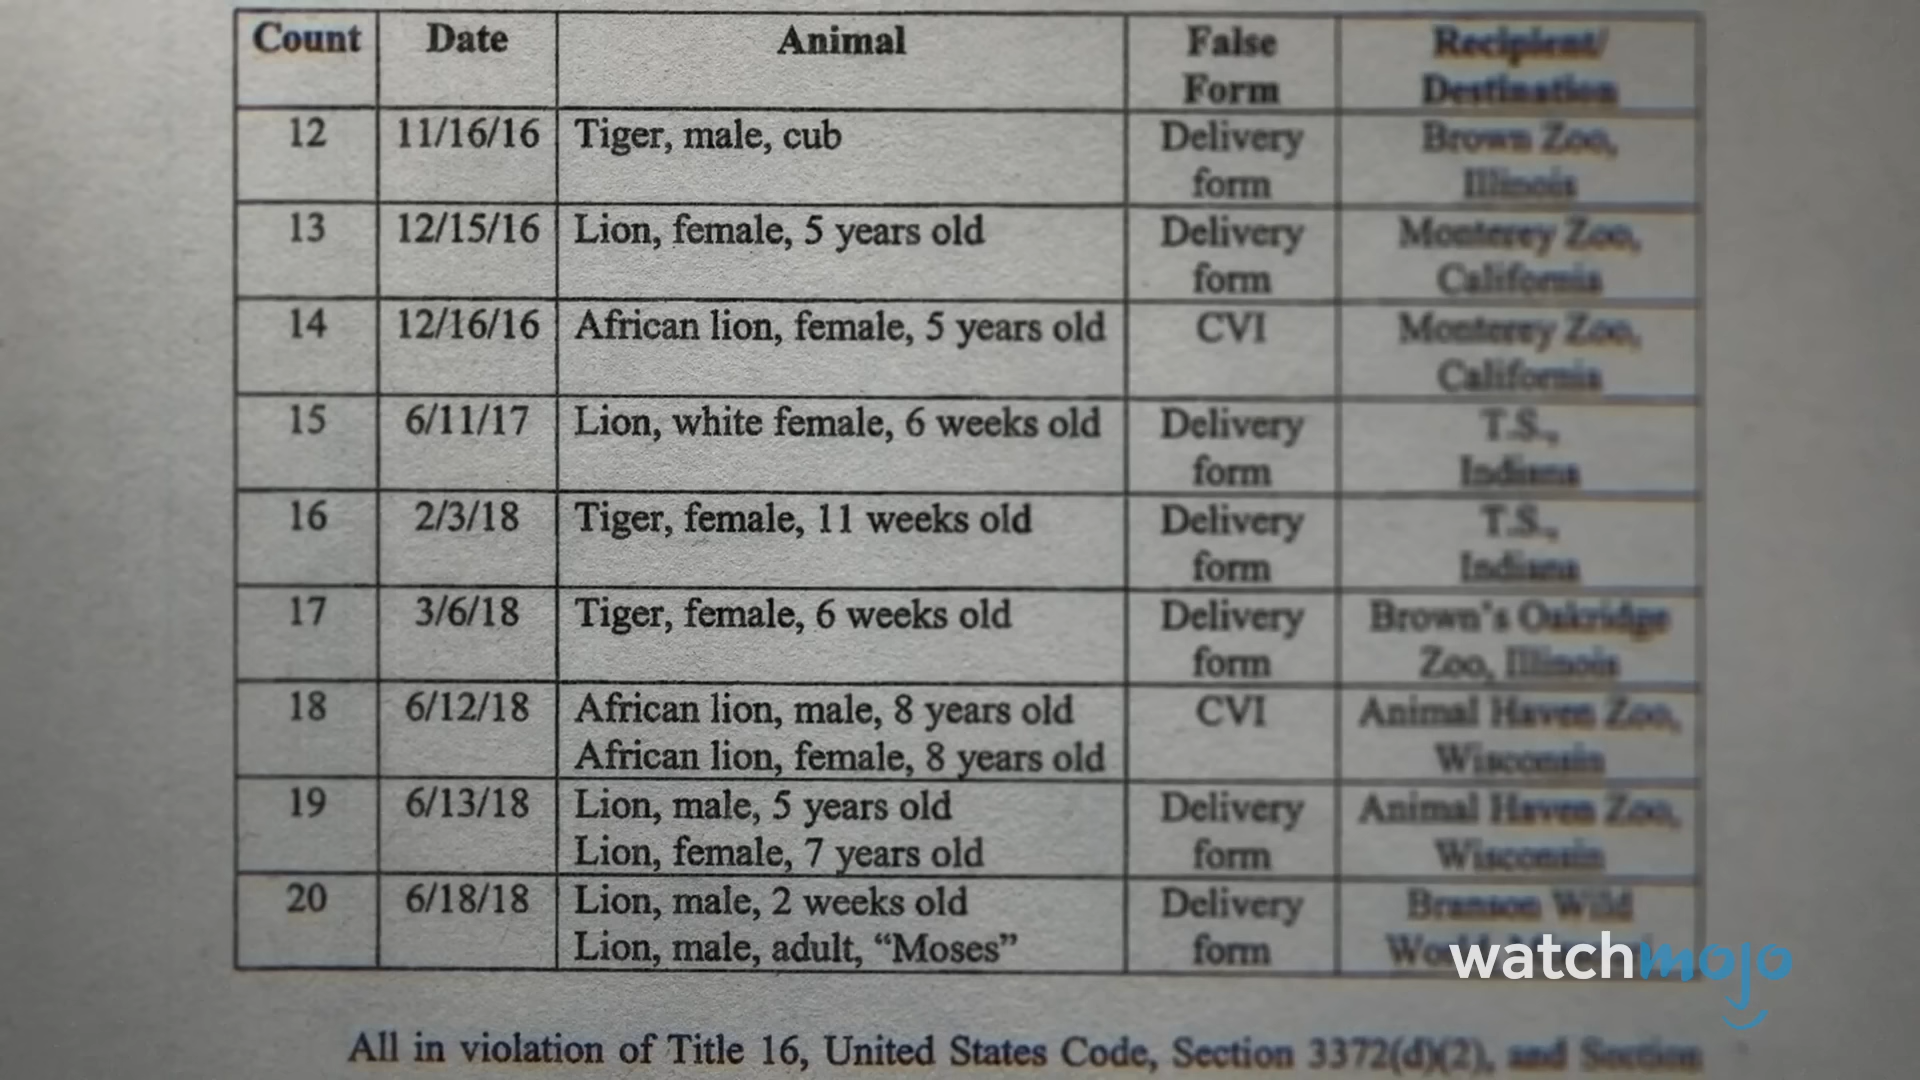 Count Date Animal False Form Recipient/ Destination
12 11/16/16 Tiger, male, cub Delivery form Brown Zoo, Illinois
13 12/15/16 Lion, female, 5 years old Delivery form Monterey Zoo, California
14 12/16/16 African lion, female, 5 years old CVI Monterey Zoo, California
15 6/11/17 Lion, white female, 6 weeks old Delivery form T.S., Indiana
16 2/3/18 Tiger, female, 11 weeks old Delivery form T.S., Indiana
17 3/6/18 Tiger, female, 6 weeks old Delivery form Brown's Oakridge Zoo, Illinois
18 6/12/18 African lion, male, 8 years old African lion, female, 8 years old CVI Animal Haven Zoo, Wisconsin
19 6/13/18 Lion, male, 5 years old Lion, female, 7 years old Delivery form Animal Haven Zoo, Wisconsin
20 6/18/18 Lion, male, 2 weeks old Lion, male, adult, “Moses” Delivery form Branson Wild
watchmojo
All in violation of Title 16, United States Code, Section 3372(d)(2), and Section